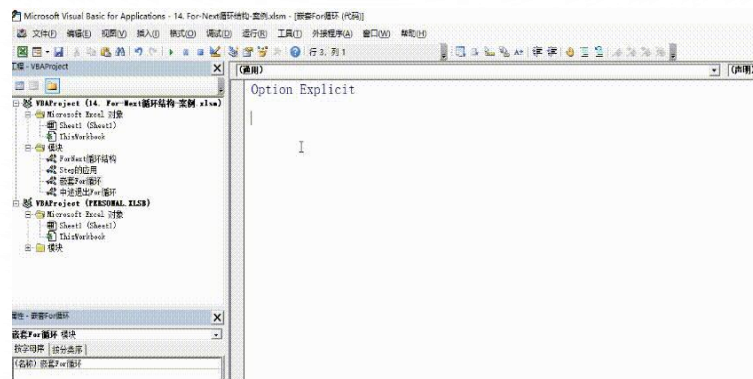 Microsoft Visual Basic for Applications - 14. For-Next循环结构-案例.xlsm - [嵌套For循环 (代码)]
文件(F) 编辑(E) 视图(V) 插入(I) 格式(O) 调试(D) 运行(R) 工具(T) 外接程序(A) 窗口(W) 帮助(H)
行 3, 列 1
工程 - VBAProject
(通用)
(声明)
Option Explicit
VBAProject (14. For-Next循环结构-案例.xlsm)
Microsoft Excel 对象
Sheet1 (Sheet1)
ThisWorkbook
模块
ForNext循环结构
Step的应用
嵌套For循环
中途退出For循环
VBAProject (PERSONAL.XLSB)
Microsoft Excel 对象
Sheet1 (Sheet1)
ThisWorkbook
模块
属性 - 嵌套For循环
嵌套For循环 模块
按字母序 按分类序
(名称) 嵌套For循环